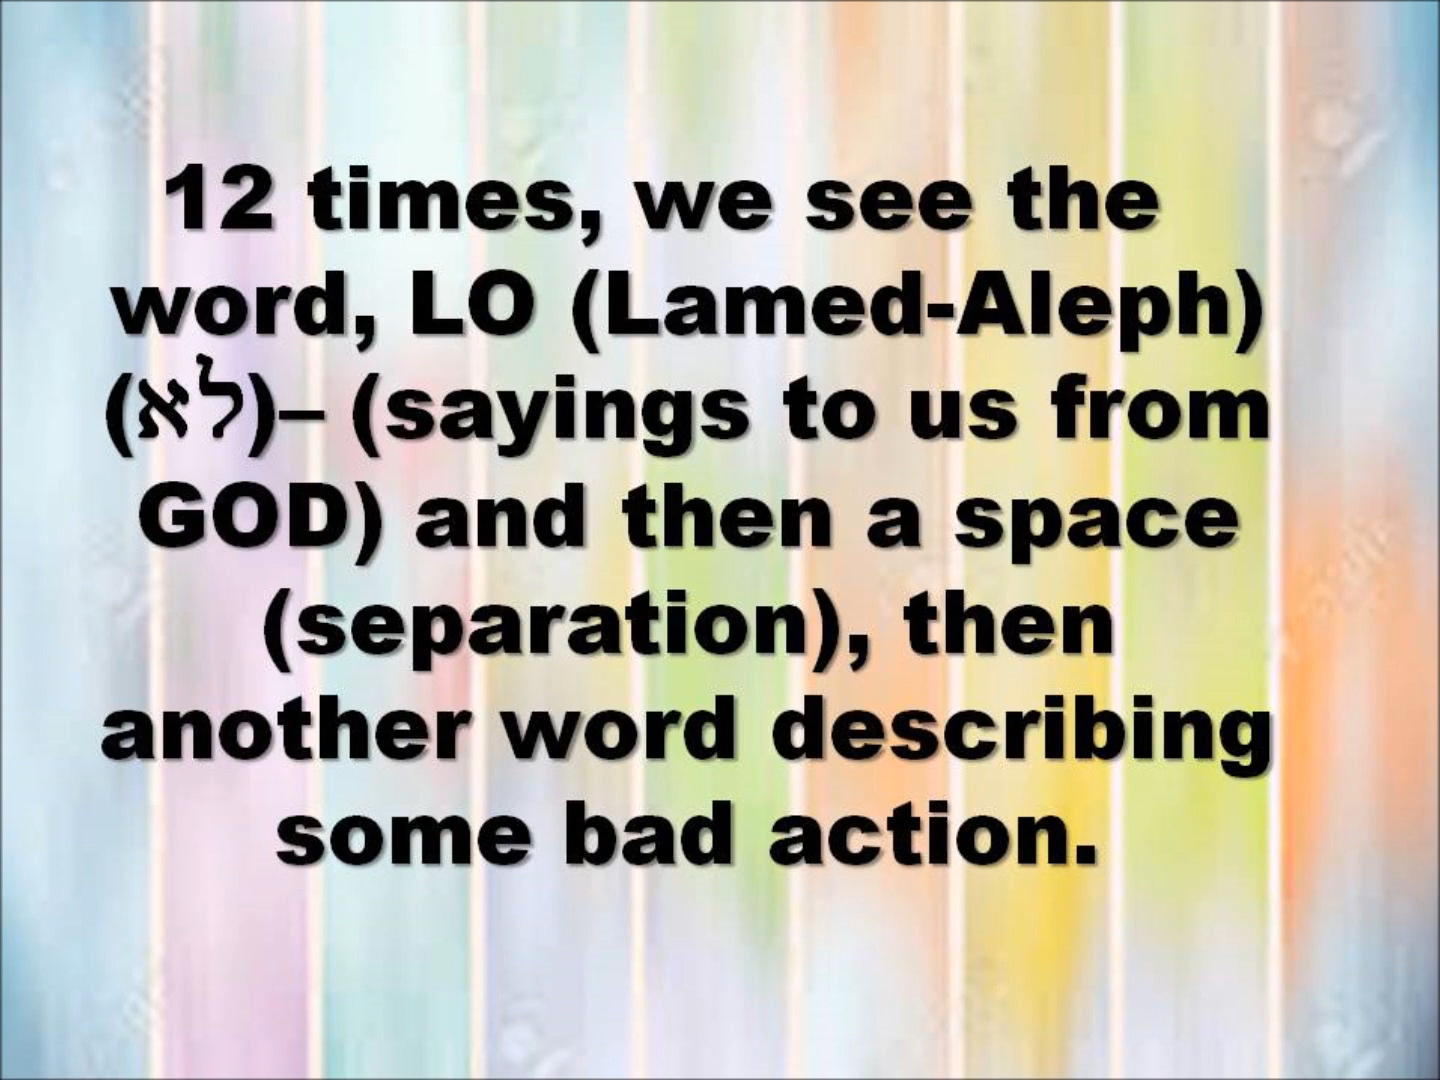 12 times, we see the
word, LO (Lamed-Aleph)
(לא)– (sayings to us from
GOD) and then a space
(separation), then
another word describing
some bad action.